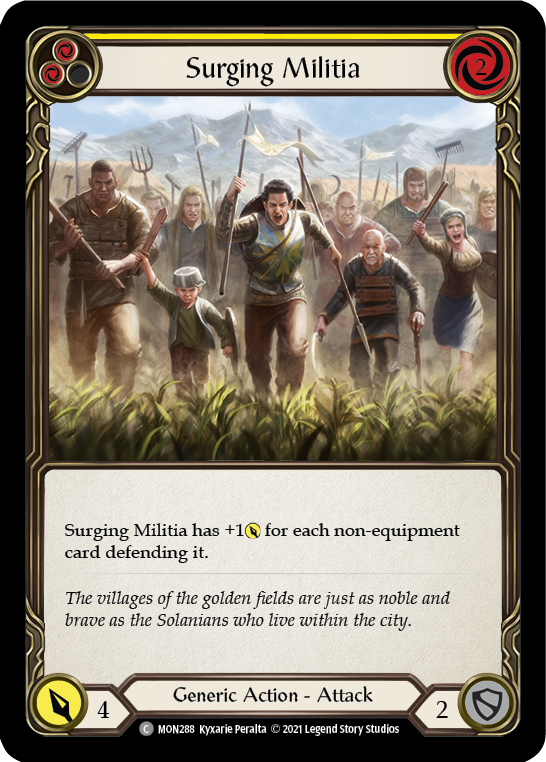 Surging Militia
2
Surging Militia has +1 for each non-equipment
card defending it.
The villages of the golden fields are just as noble and
brave as the Solanians who live within the city.
4
Generic Action - Attack
2
C MON288 Kyxarie Peralta © 2021 Legend Story Studios